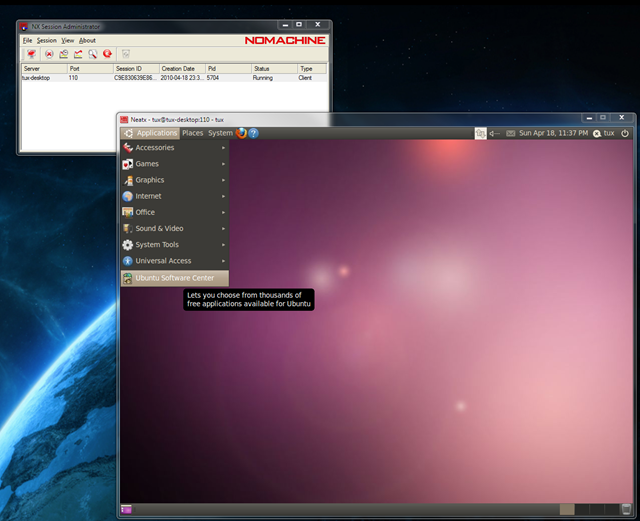 NX Session Administrator
File Session View About
NOMACHINE
Server Port Session ID Creation Date Pid Status Type
tux-desktop 110 C9E830639E86... 2010-04-18 23:3... 5704 Running Client
Neatx - tux@tux-desktop:110 - tux
Applications Places System
Sun Apr 18, 11:37 PM tux
Accessories
Games
Graphics
Internet
Office
Sound & Video
System Tools
Universal Access
Ubuntu Software Center
Lets you choose from thousands of
free applications available for Ubuntu